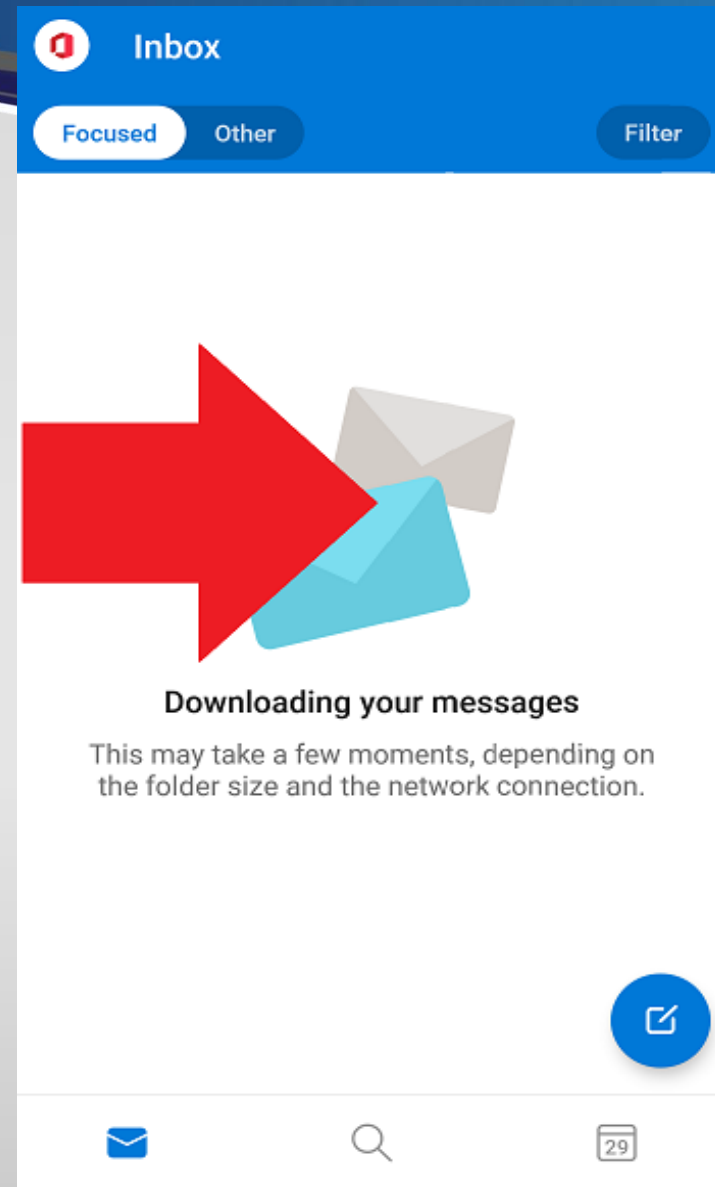 Inbox
Focused Other Filter
Downloading your messages
This may take a few moments, depending on
the folder size and the network connection.
29